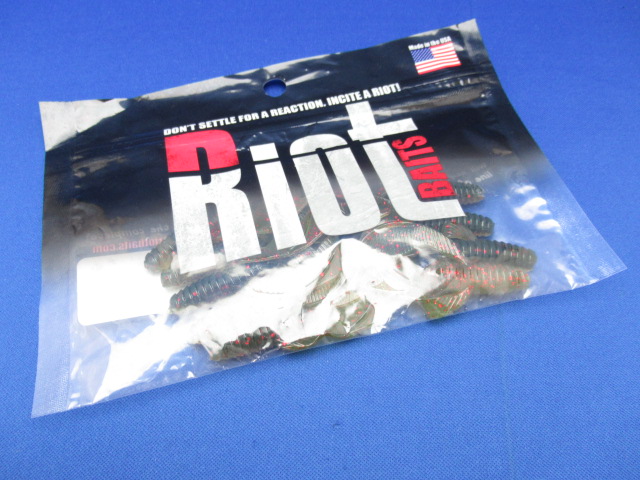 Made in the USA
DON'T SETTLE FOR A REACTION. INCITE A RIOT!
Riot
BAITS